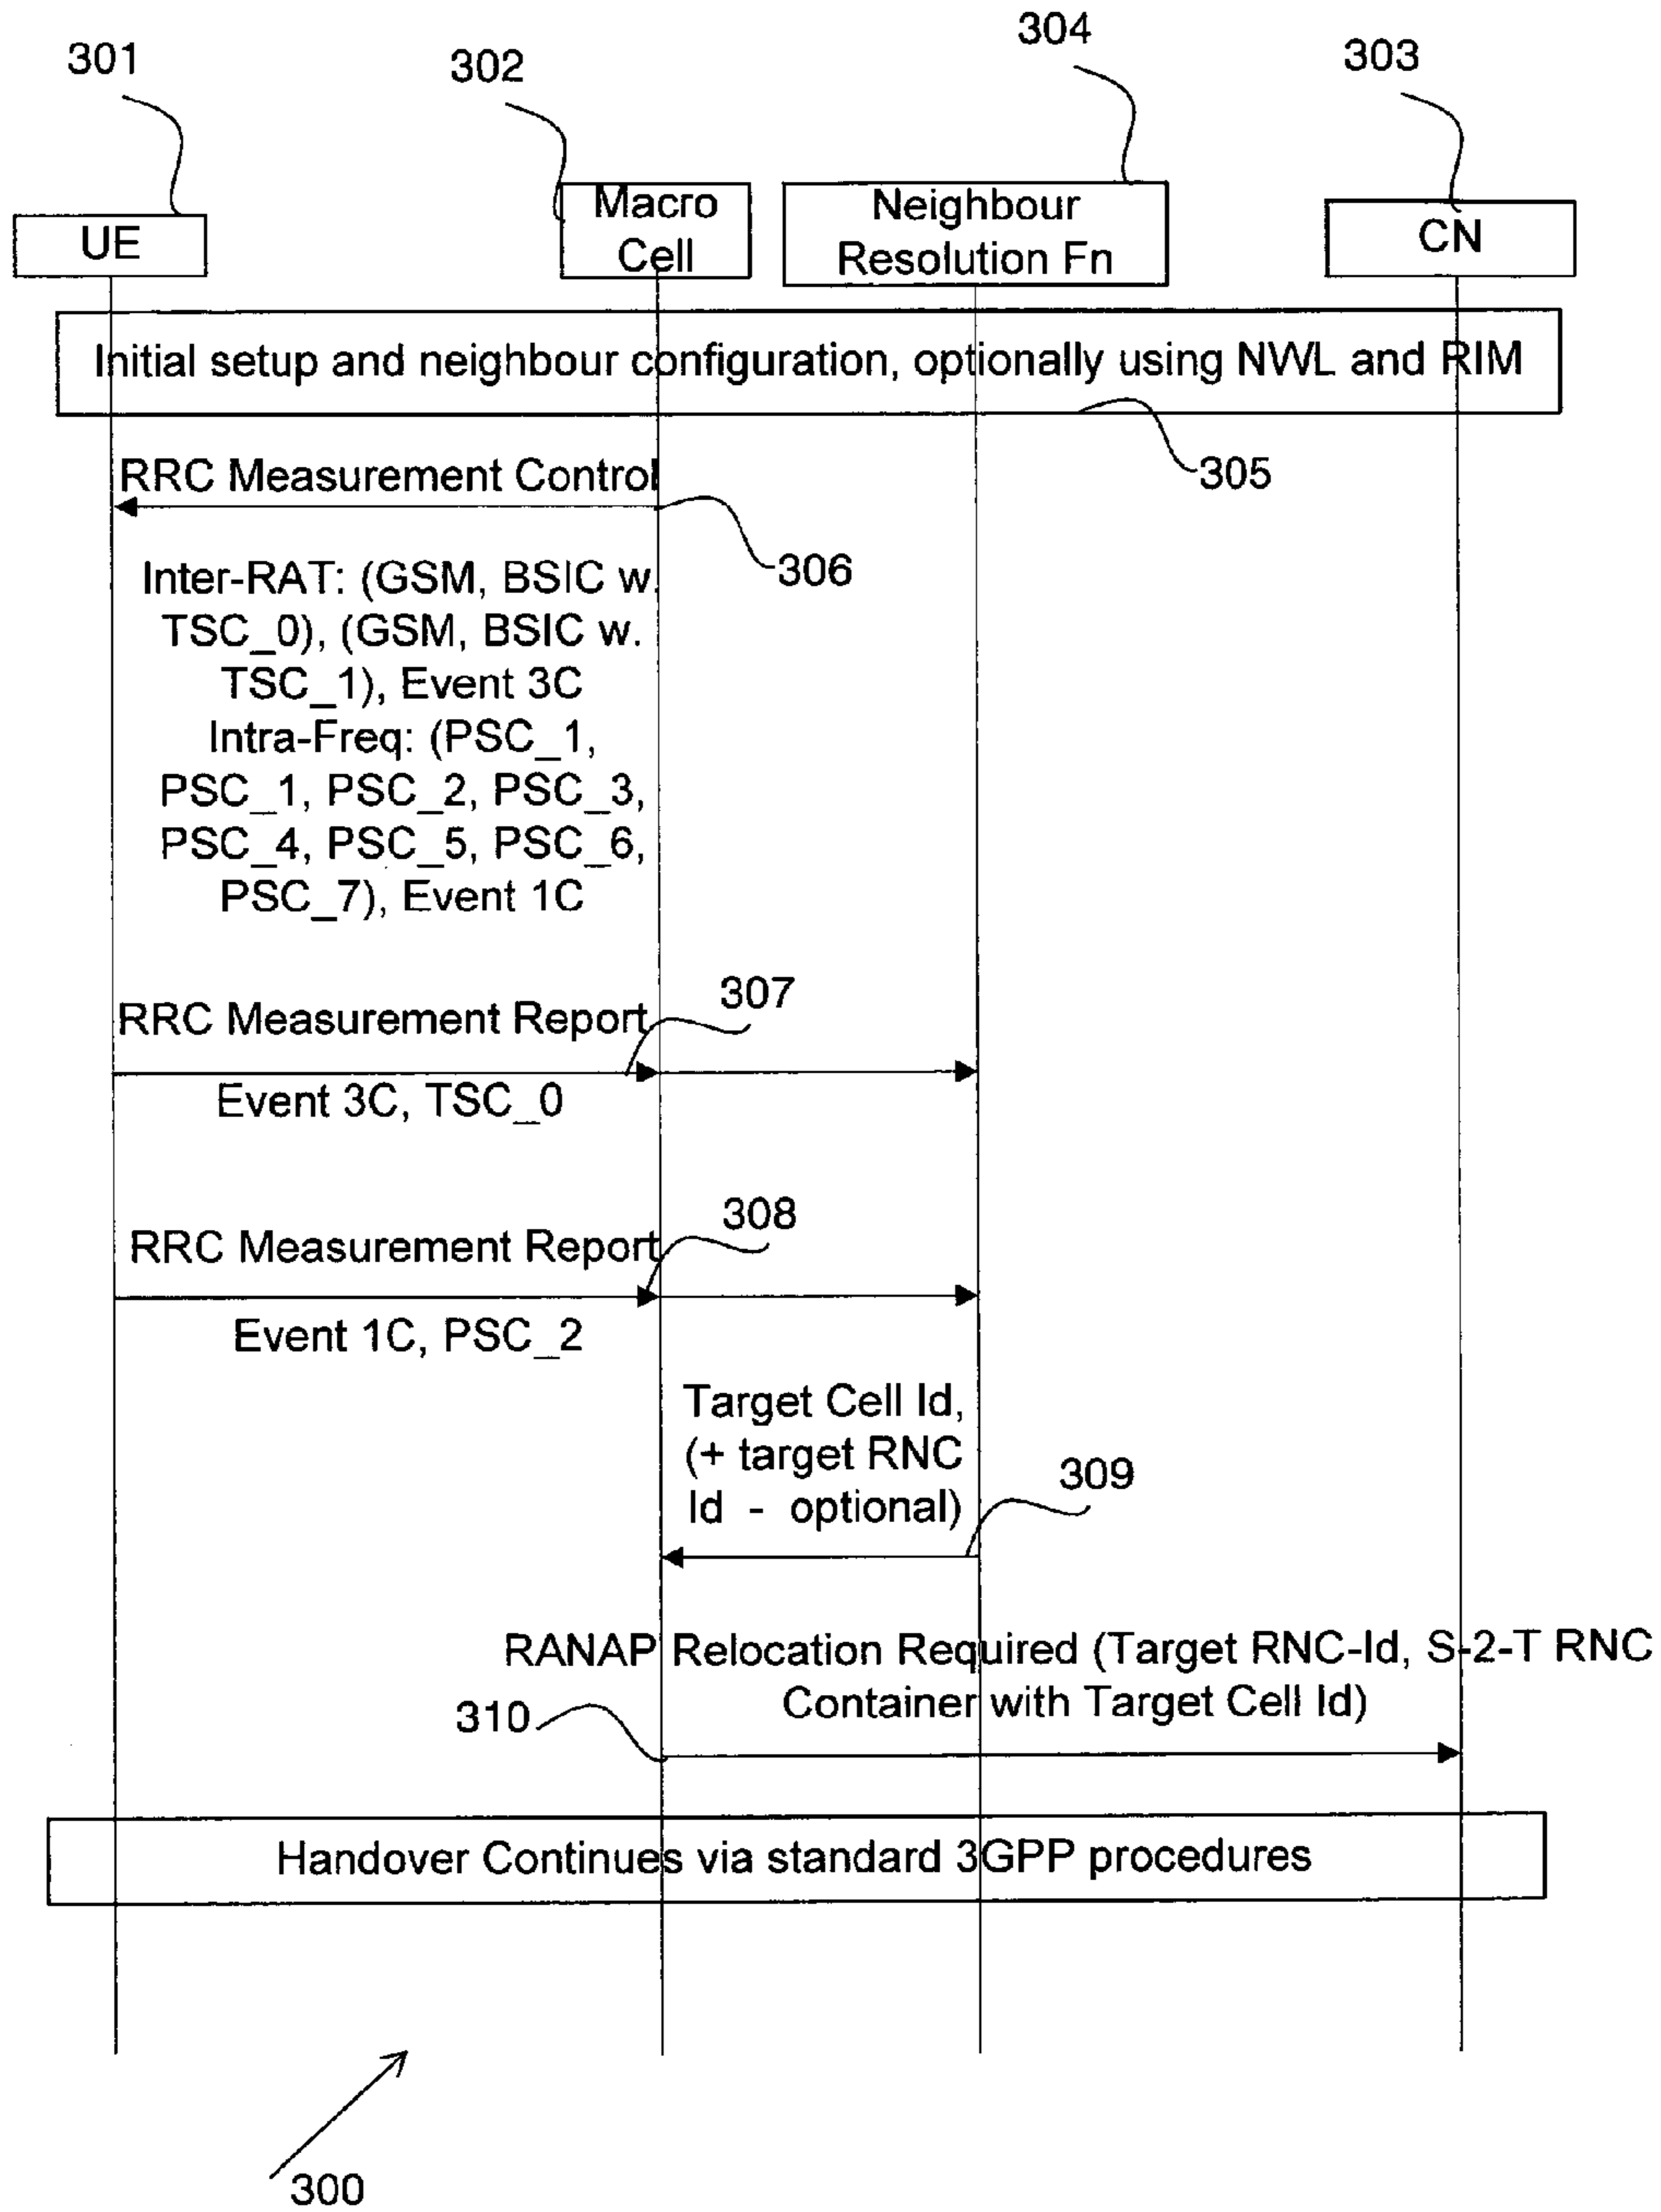 304
301
302
303
Macro
Cell
Neighbour
Resolution Fn
UE
CN
Initial setup and neighbour configuration, optionally using NWL and RIM
305
RRC Measurement Control
306
Inter-RAT: (GSM, BSIC w.
TSC_0), (GSM, BSIC w.
TSC_1), Event 3C
Intra-Freq: (PSC_1,
PSC_1, PSC_2, PSC_3,
PSC_4, PSC_5, PSC_6,
PSC_7), Event 1C
307
RRC Measurement Report
Event 3C, TSC_0
308
RRC Measurement Report
Event 1C, PSC_2
Target Cell Id,
(+ target RNC
Id - optional)
309
RANAP Relocation Required (Target RNC-Id, S-2-T RNC
Container with Target Cell Id)
310
Handover Continues via standard 3GPP procedures
300